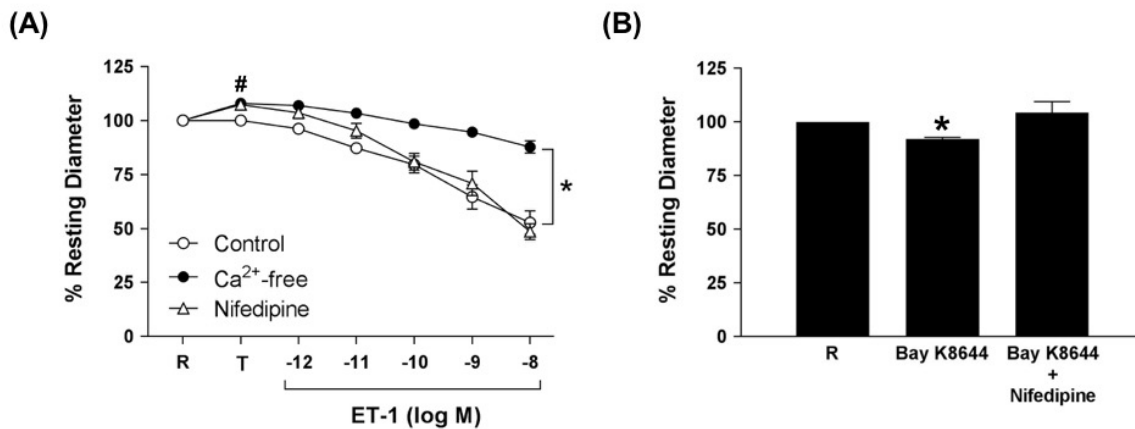 (A)
% Resting Diameter
125
100
75
50
25
0
#
*
Control
Ca²⁺-free
Nifedipine
R
T
-12
-11
-10
-9
-8
ET-1 (log M)
(B)
% Resting Diameter
125
100
75
50
25
0
*
R
Bay K8644
Bay K8644
+
Nifedipine